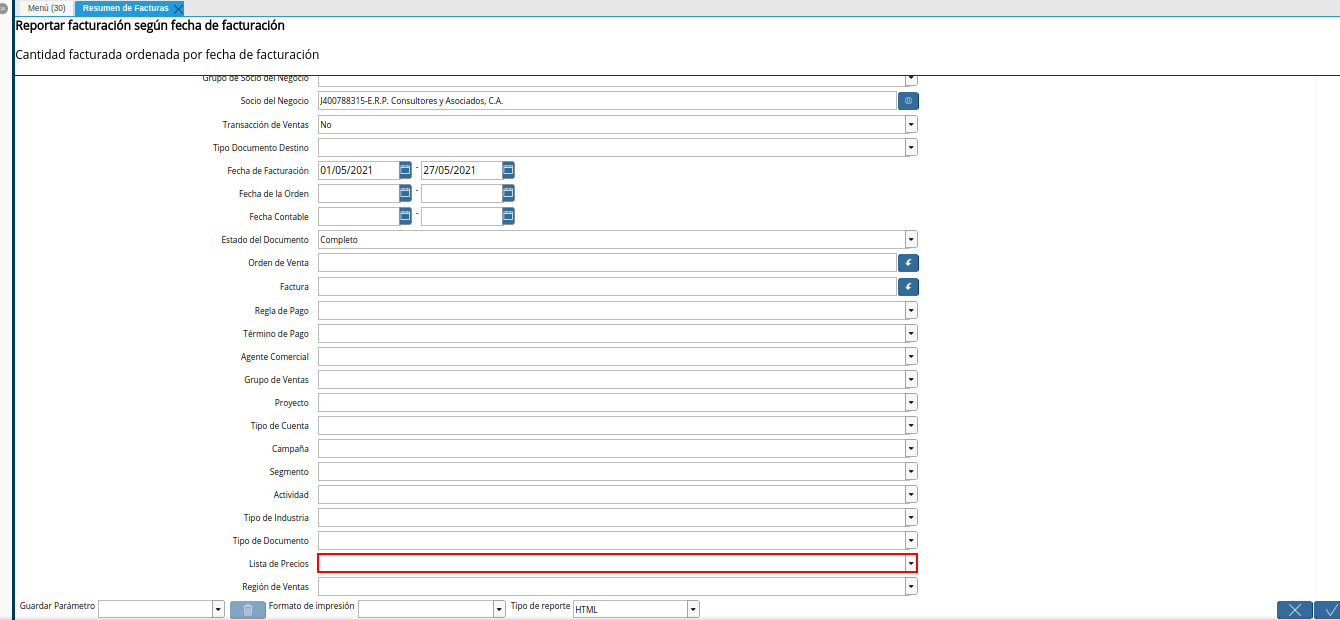 Menú (30) Resumen de Facturas
Reportar facturación según fecha de facturación
Cantidad facturada ordenada por fecha de facturación
Grupo de Socio del Negocio
Socio del Negocio J400788315-E.R.P. Consultores y Asociados, C.A.
Transacción de Ventas No
Tipo Documento Destino
Fecha de Facturación 01/05/2021 - 27/05/2021
Fecha de la Orden -
Fecha Contable -
Estado del Documento Completo
Orden de Venta
Factura
Regla de Pago
Término de Pago
Agente Comercial
Grupo de Ventas
Proyecto
Tipo de Cuenta
Campaña
Segmento
Actividad
Tipo de Industria
Tipo de Documento
Lista de Precios
Región de Ventas
Guardar Parámetro Formato de impresión Tipo de reporte HTML